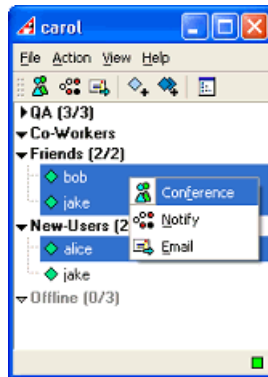 carol
File Action View Help
QA (3/3)
Co-Workers
Friends (2/2)
bob
jake
Conference
New-Users (2
Notify
alice
Email
jake
Offline (0/3)